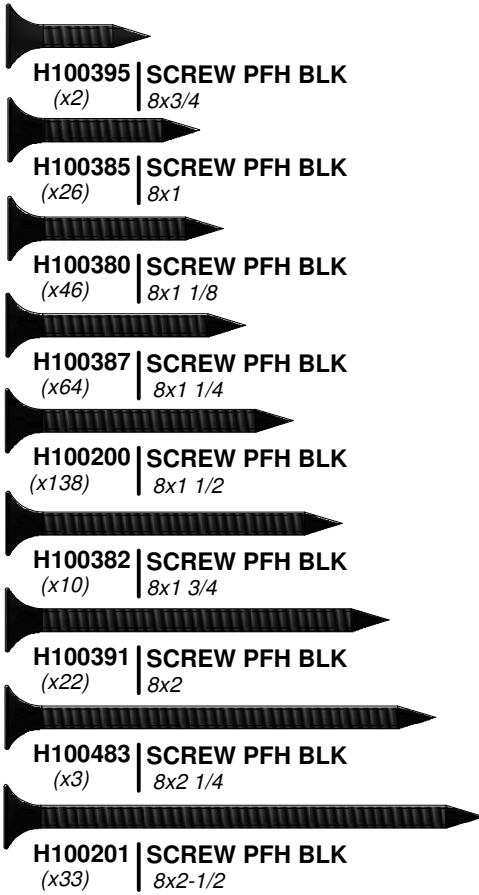 H100395 SCREW PFH BLK
(x2) 8x3/4
H100385 SCREW PFH BLK
(x26) 8x1
H100380 SCREW PFH BLK
(x46) 8x1 1/8
H100387 SCREW PFH BLK
(x64) 8x1 1/4
H100200 SCREW PFH BLK
(x138) 8x1 1/2
H100382 SCREW PFH BLK
(x10) 8x1 3/4
H100391 SCREW PFH BLK
(x22) 8x2
H100483 SCREW PFH BLK
(x3) 8x2 1/4
H100201 SCREW PFH BLK
(x33) 8x2-1/2